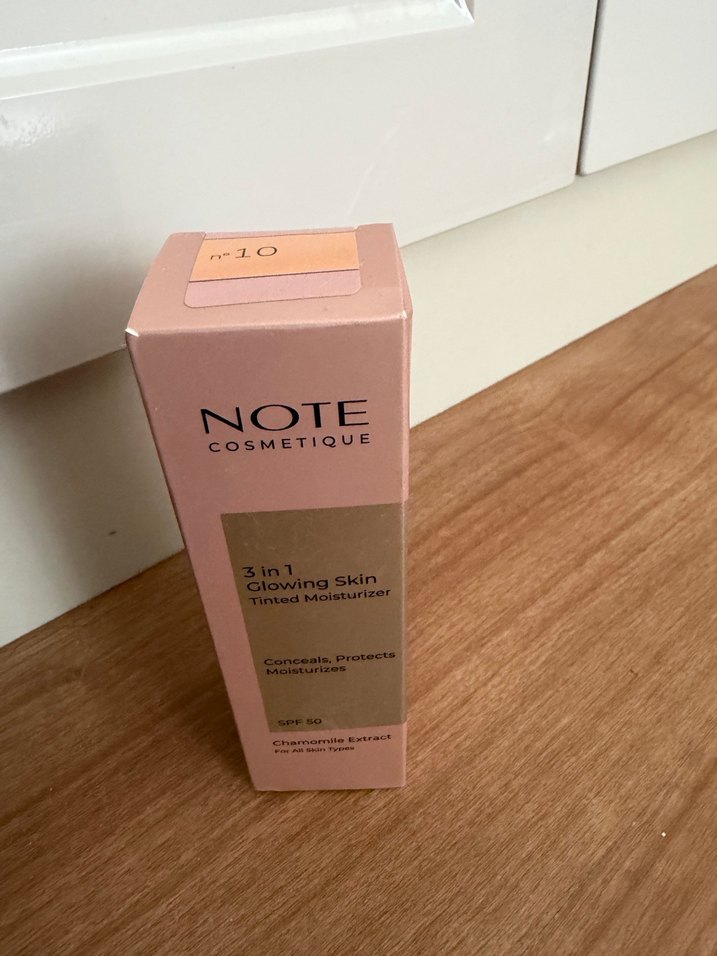 n° 10
NOTE
COSMETIQUE
3 in 1
Glowing Skin
Tinted Moisturizer
Conceals, Protects
Moisturizes
SPF 50
Chamomile Extract
For All Skin Types